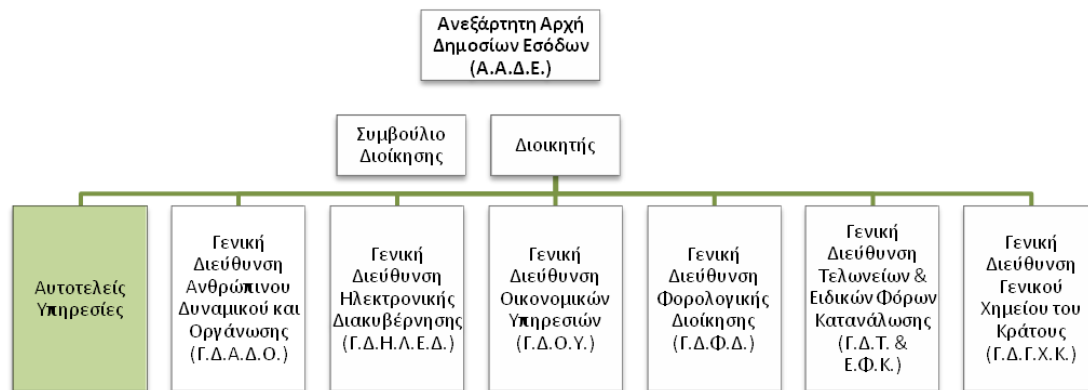 Ανεξάρτητη Αρχή
Δημοσίων Εσόδων
(Α.Α.Δ.Ε.)
Συμβούλιο
Διοίκησης
Διοικητής
Αυτοτελείς
Υπηρεσίες
Γενική
Διεύθυνση
Ανθρώπινου
Δυναμικού και
Οργάνωσης
(Γ.Δ.Α.Δ.Ο.)
Γενική
Διεύθυνση
Ηλεκτρονικής
Διακυβέρνησης
(Γ.Δ.Η.Λ.Ε.Δ.)
Γενική
Διεύθυνση
Οικονομικών
Υπηρεσιών
(Γ.Δ.Ο.Υ.)
Γενική
Διεύθυνση
Φορολογικής
Διοίκησης
(Γ.Δ.Φ.Δ.)
Γενική
Διεύθυνση
Τελωνείων &
Ειδικών Φόρων
Κατανάλωσης
(Γ.Δ.Τ. &
Ε.Φ.Κ.)
Γενική
Διεύθυνση
Γενικού
Χημείου του
Κράτους
(Γ.Δ.Γ.Χ.Κ.)